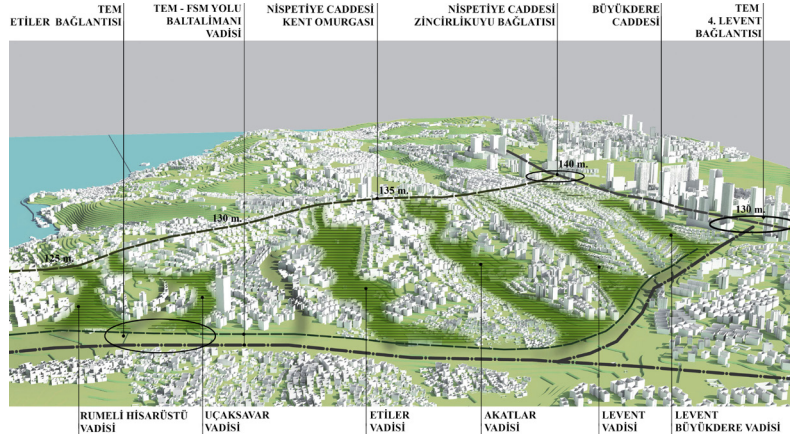 TEM
ETİLER BAĞLANTISI
TEM - FSM YOLU
BALTALİMANI
VADİSİ
NİSPETİYE CADDESİ
KENT OMURGASI
NİSPETİYE CADDESİ
ZİNCİRLİKUYU BAĞLATISI
BÜYÜKDERE
CADDESİ
TEM
4. LEVENT
BAĞLANTISI
140 m.
135 m.
130 m.
130 m.
125 m.
RUMELİ HİSARÜSTÜ
VADİSİ
UÇAKSAVAR
VADİSİ
ETİLER
VADİSİ
AKATLAR
VADİSİ
LEVENT
VADİSİ
LEVENT
BÜYÜKDERE VADİSİ